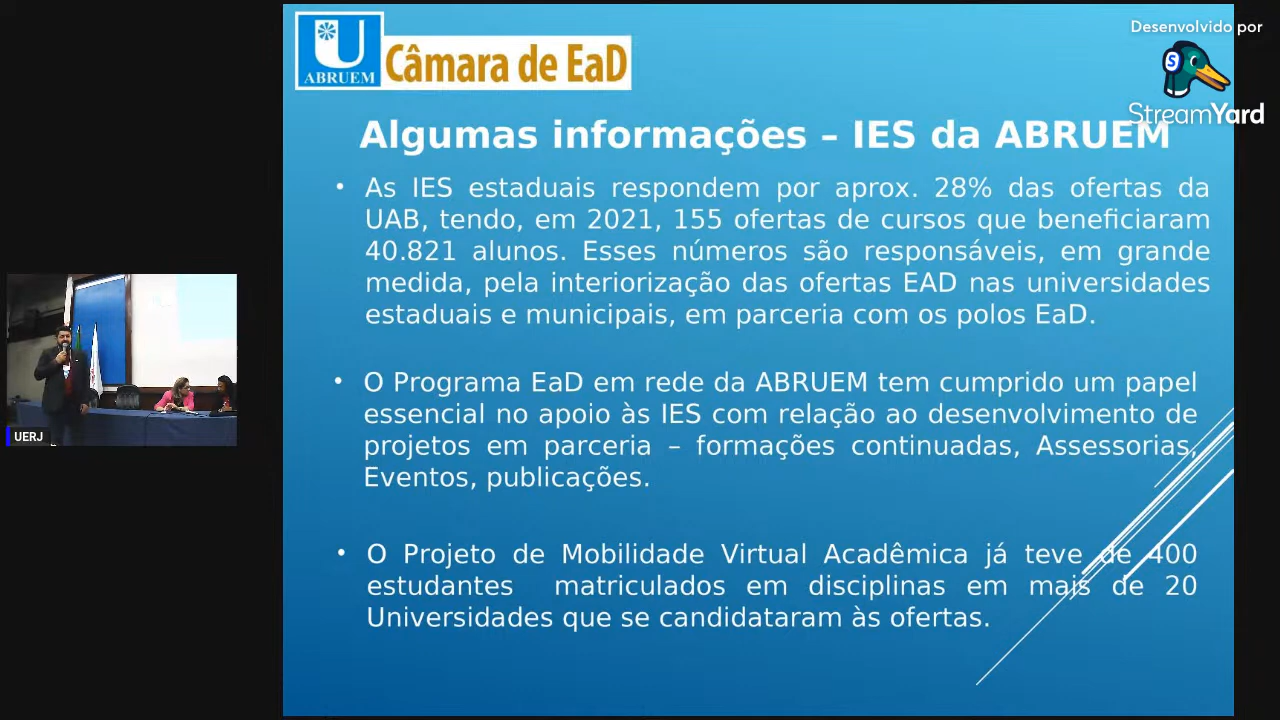 ABRUEM
Câmara de EaD
Desenvolvido por
StreamYard
Algumas informações – IES da ABRUEM
• As IES estaduais respondem por aprox. 28% das ofertas da
UAB, tendo, em 2021, 155 ofertas de cursos que beneficiaram
40.821 alunos. Esses números são responsáveis, em grande
medida, pela interiorização das ofertas EAD nas universidades
estaduais e municipais, em parceria com os polos EaD.
• O Programa EaD em rede da ABRUEM tem cumprido um papel
essencial no apoio às IES com relação ao desenvolvimento de
projetos em parceria – formações continuadas, Assessorias,
Eventos, publicações.
• O Projeto de Mobilidade Virtual Acadêmica já teve de 400
estudantes matriculados em disciplinas em mais de 20
Universidades que se candidataram às ofertas.
UERJ